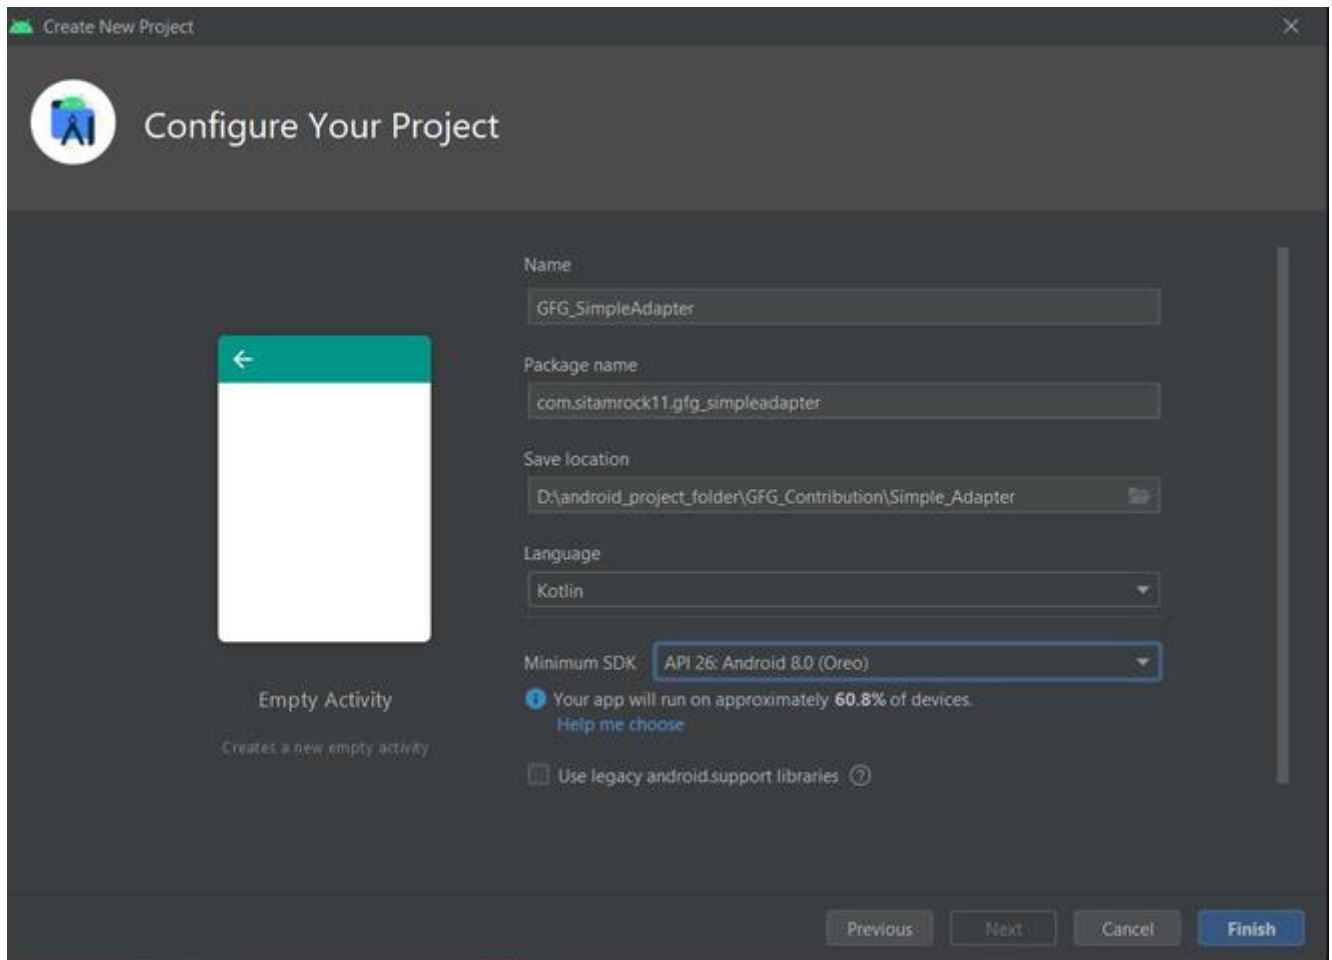 Create New Project
Configure Your Project
Name
GFG_SimpleAdapter
Package name
com.sitamrock11.gfg_simpleadapter
Save location
D:\android_project_folder\GFG_Contribution\Simple_Adapter
Language
Kotlin
Minimum SDK API 26: Android 8.0 (Oreo)
Your app will run on approximately 60.8% of devices.
Help me choose
Use legacy android.support libraries
Empty Activity
Creates a new empty activity
Previous Next Cancel Finish